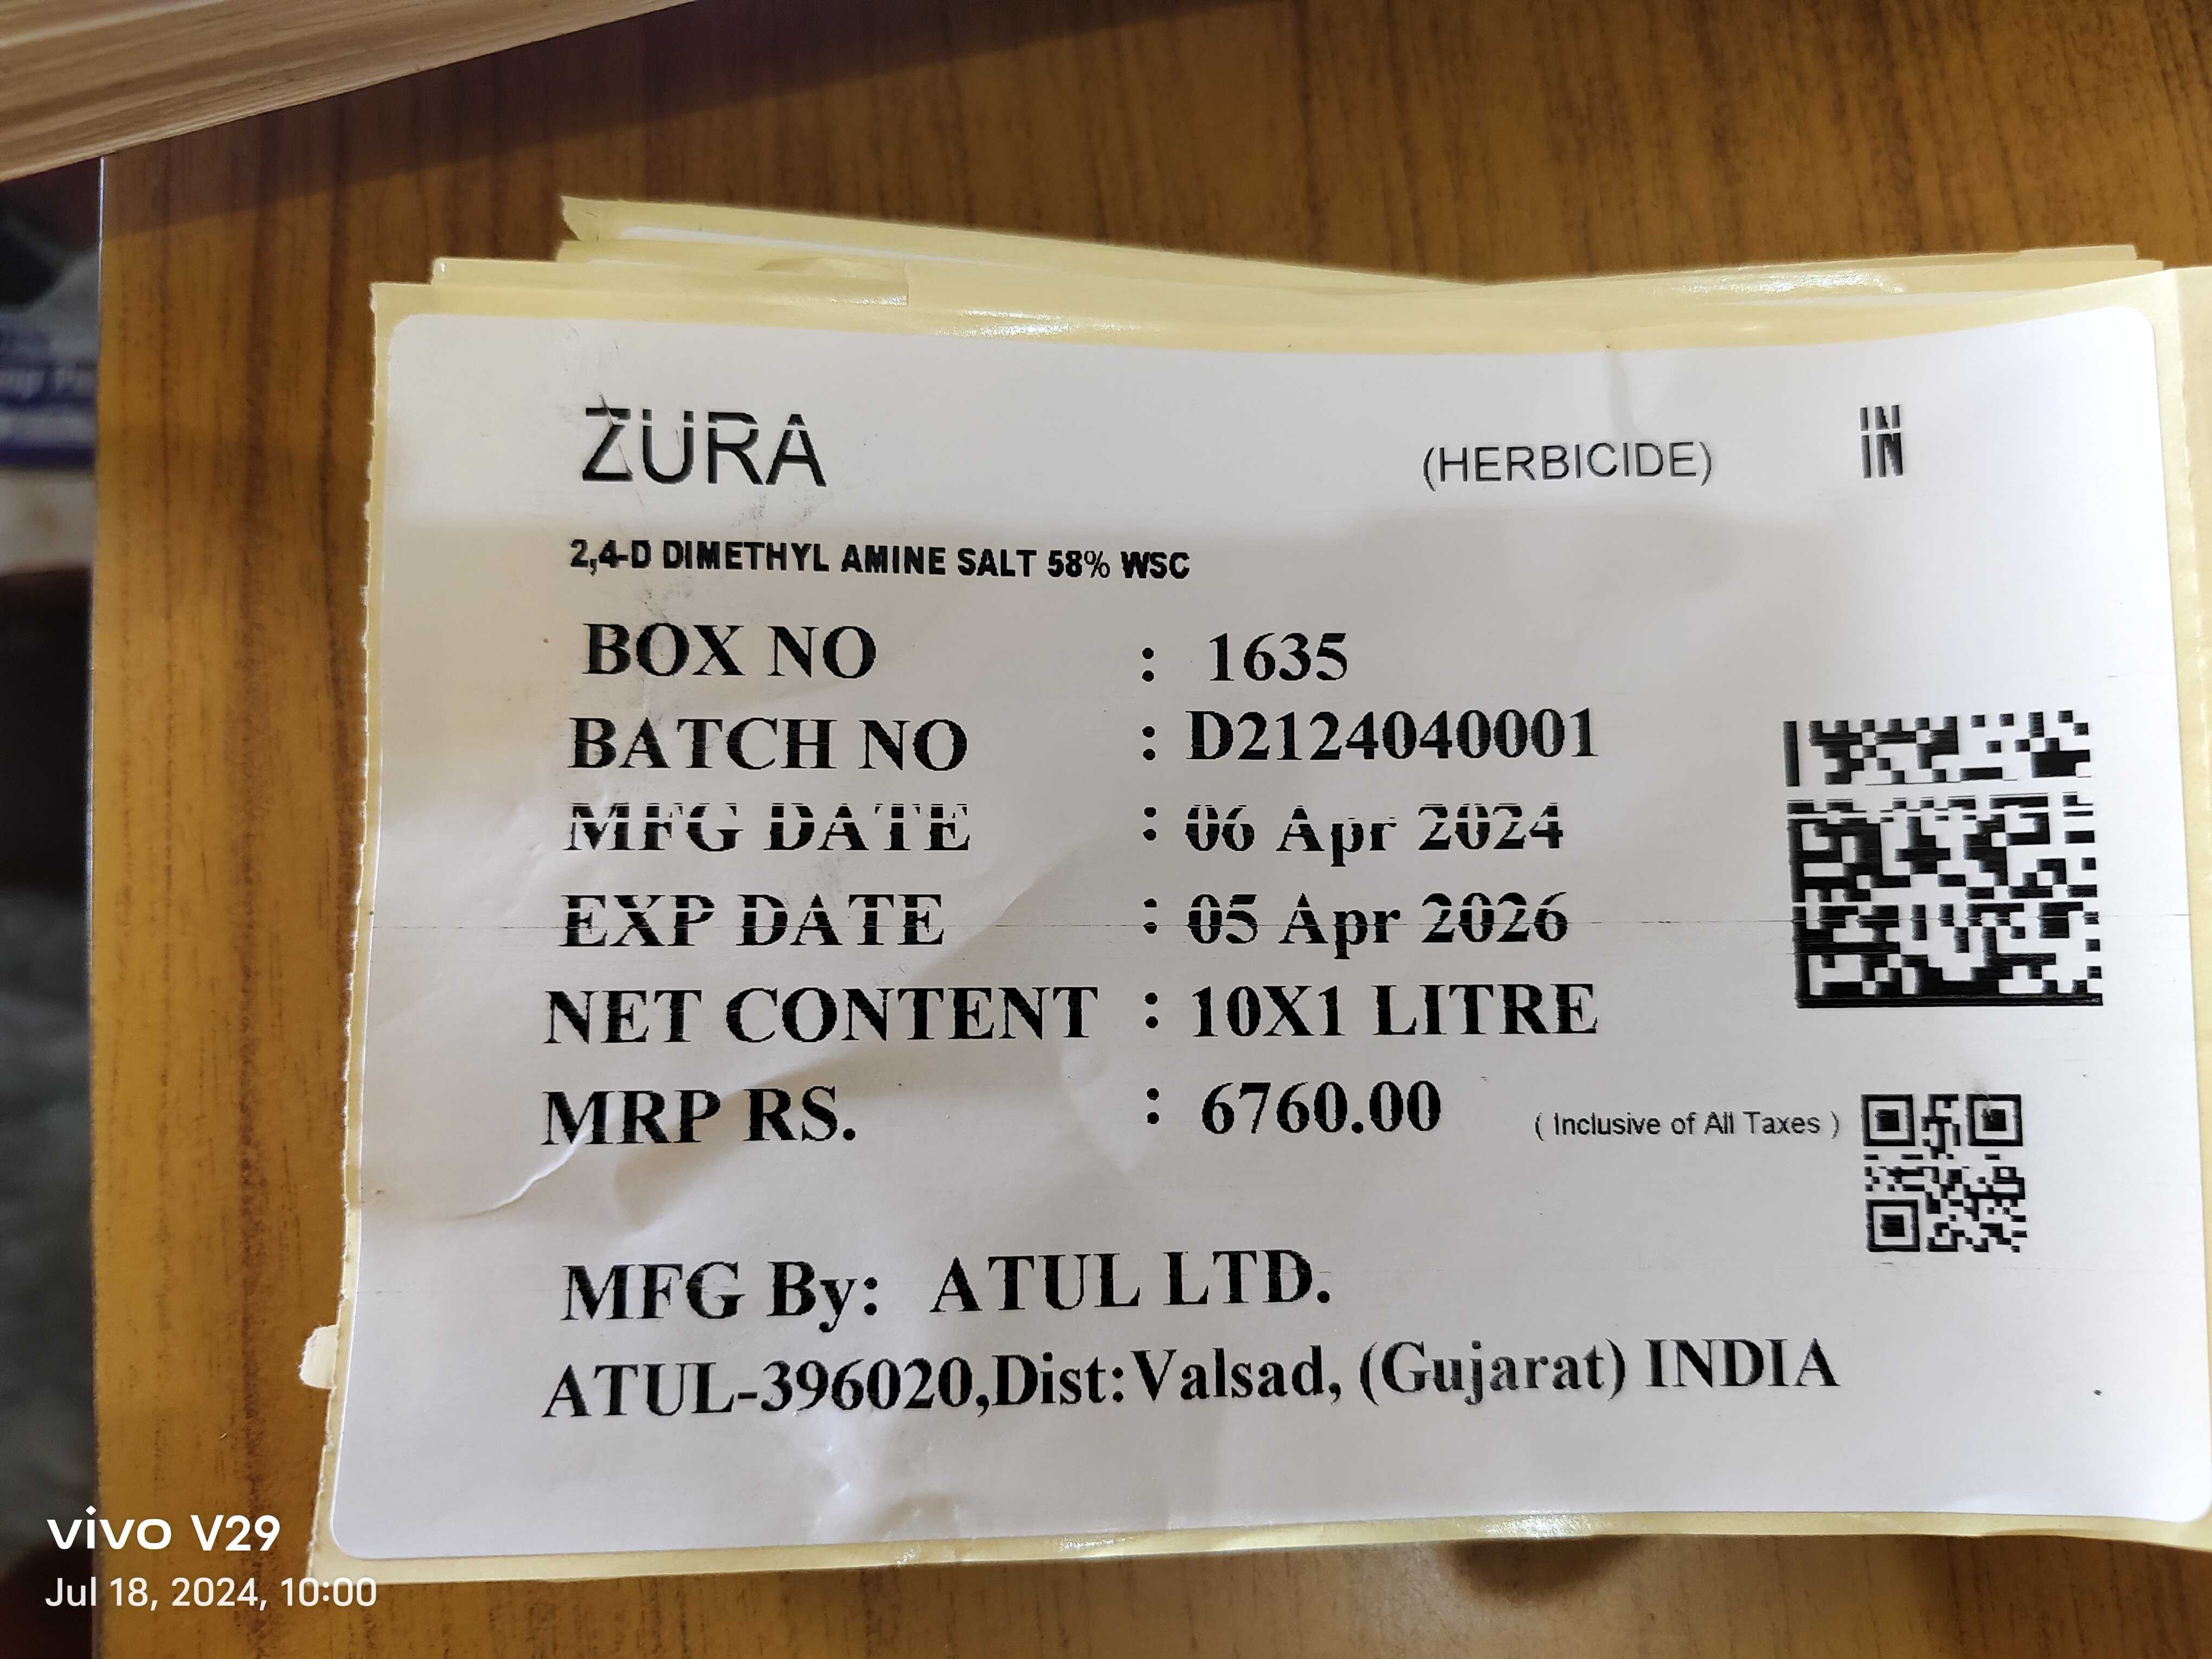 ZURA (HERBICIDE) IN
2,4-D DIMETHYL AMINE SALT 58% WSC
BOX NO : 1635
BATCH NO : D2124040001
MFG DATE : 06 Apr 2024
EXP DATE : 05 Apr 2026
NET CONTENT : 10X1 LITRE
MRP RS. : 6760.00 ( Inclusive of All Taxes )
MFG By: ATUL LTD.
ATUL-396020,Dist:Valsad, (Gujarat) INDIA
vivo V29
Jul 18, 2024, 10:00